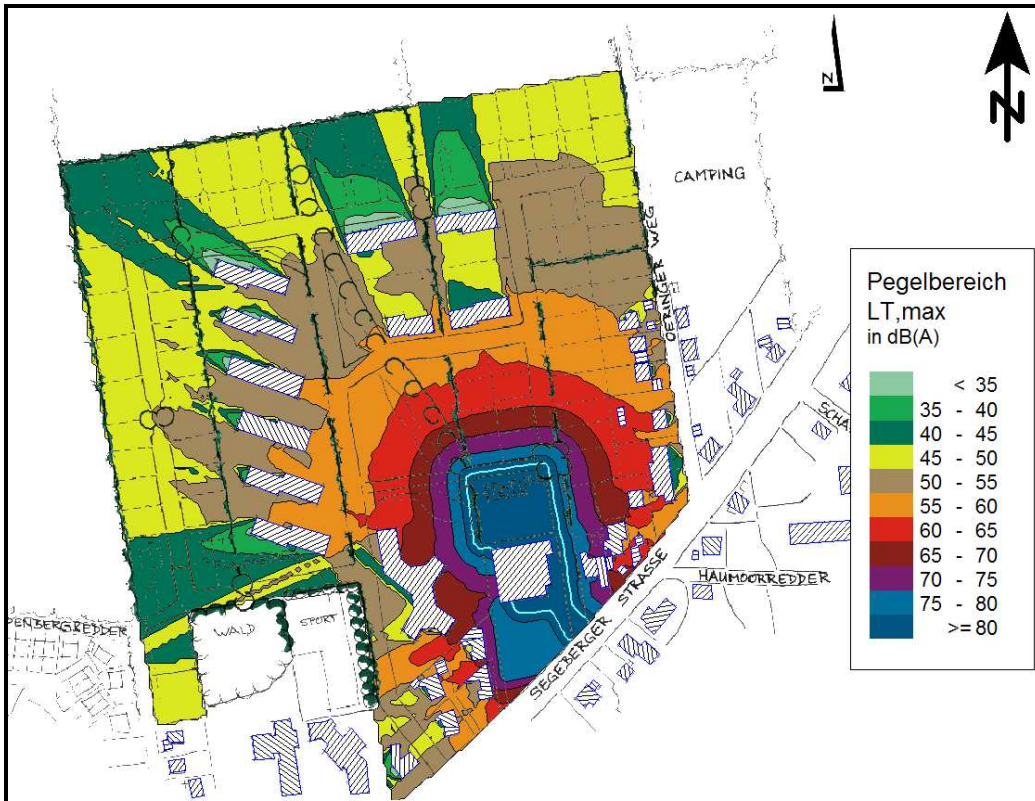 N
N
CAMPING
OERINGER WEG
Pegelbereich
LT,max
in dB(A)
< 35
35 - 40
40 - 45
45 - 50
50 - 55
55 - 60
60 - 65
65 - 70
70 - 75
75 - 80
>= 80
SCHA
HAUMOORREDDER
SEGEBERGER STRASSE
PENBERGREDDER
WALD
SPORT